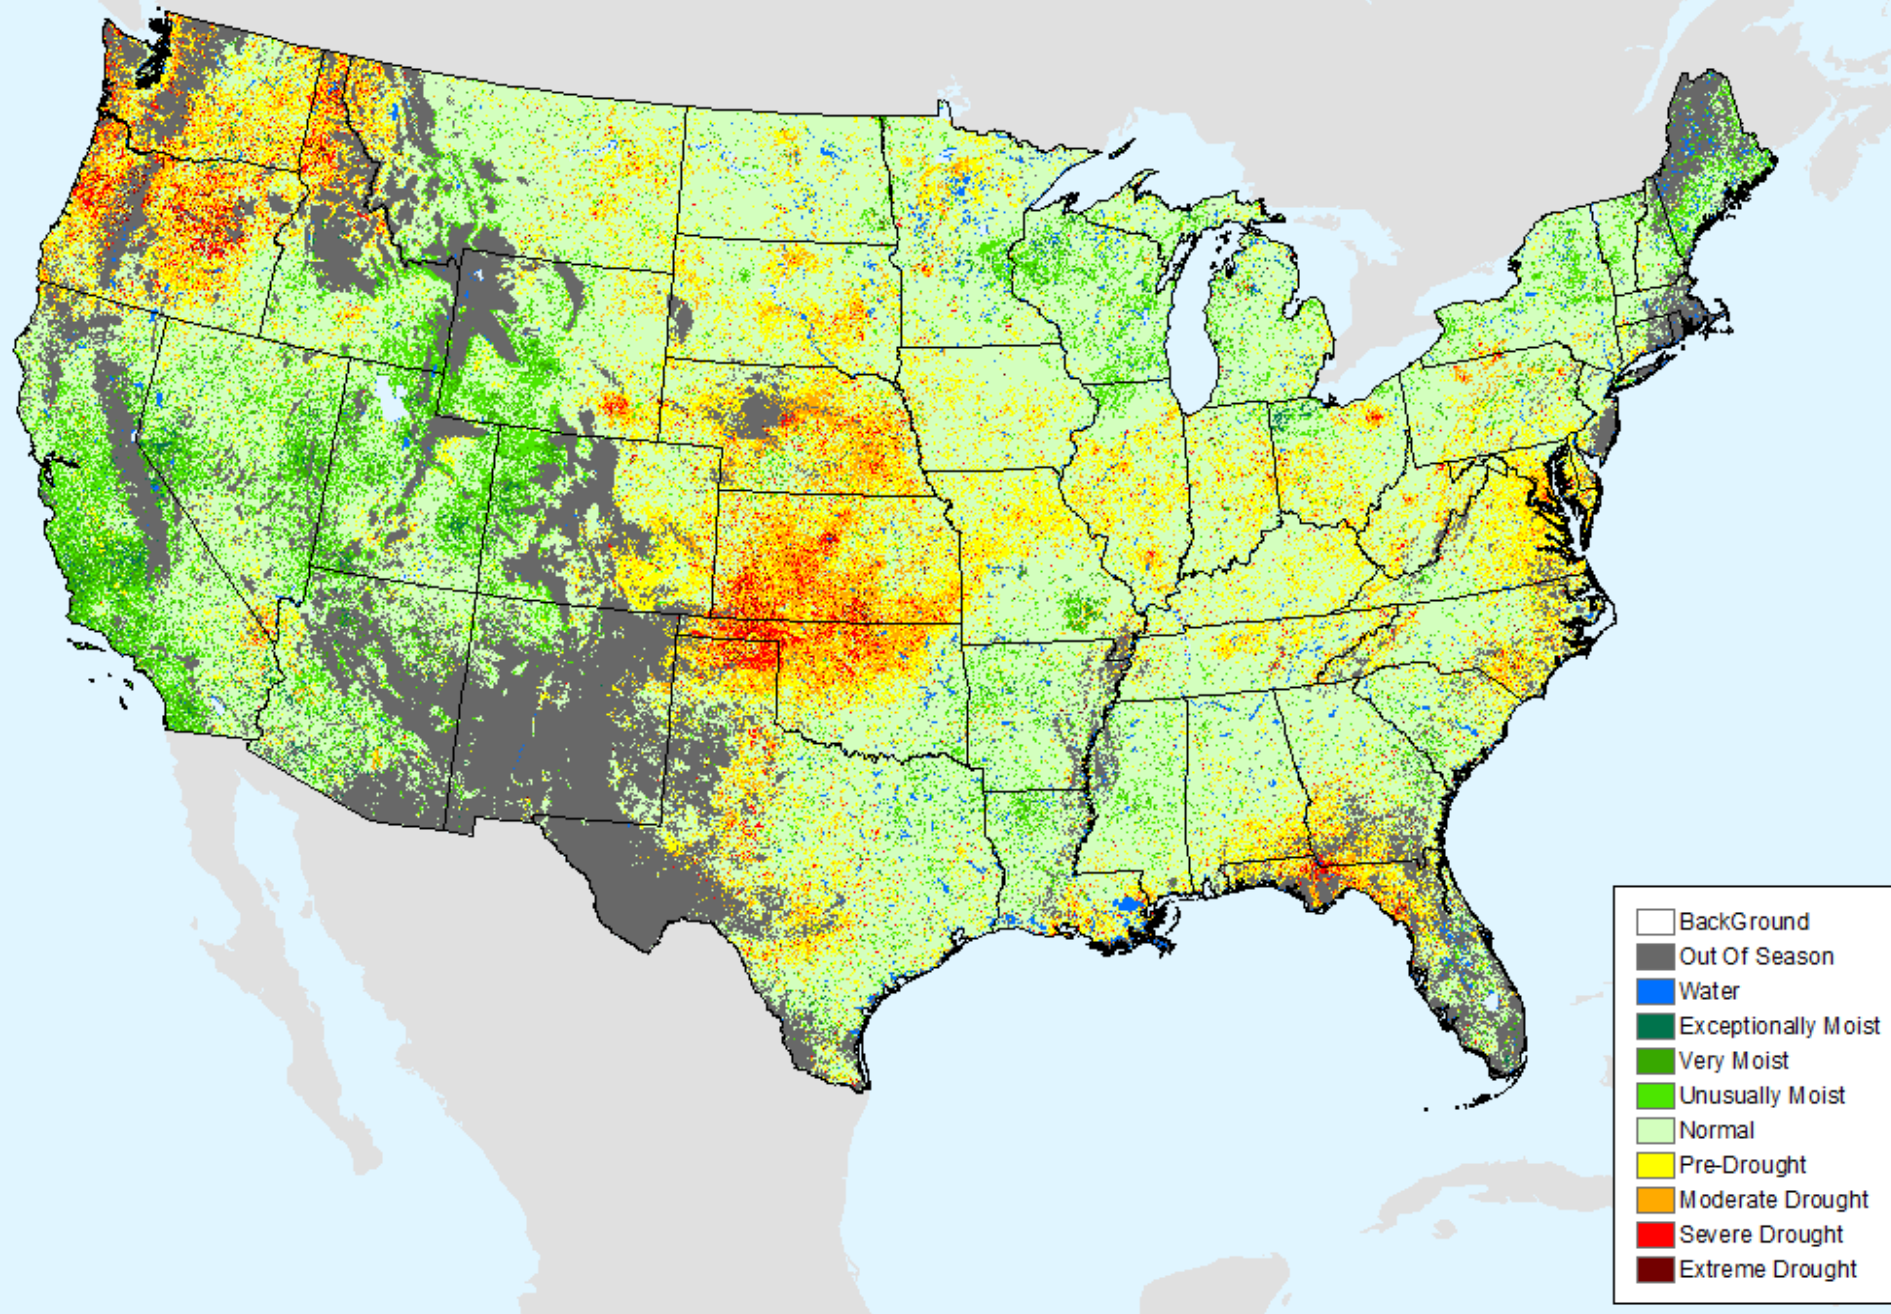 BackGround
Out Of Season
Water
Exceptionally Moist
Very Moist
Unusually Moist
Normal
Pre-Drought
Moderate Drought
Severe Drought
Extreme Drought